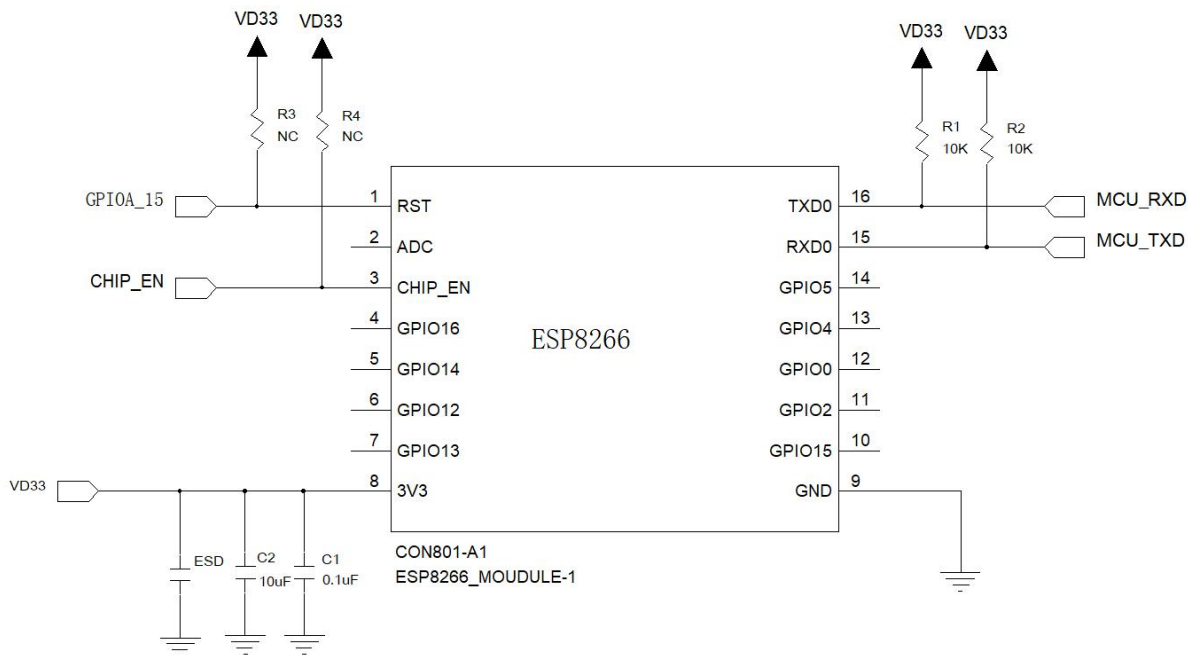 VD33
VD33
VD33
VD33
R3
NC
R4
NC
R1
10K
R2
10K
GPIOA_15
1
RST
TXD0
16
MCU_RXD
2
ADC
RXD0
15
MCU_TXD
CHIP_EN
3
CHIP_EN
GPIO5
14
4
GPIO16
GPIO4
13
ESP8266
5
GPIO14
GPIO0
12
6
GPIO12
GPIO2
11
7
GPIO13
GPIO15
10
VD33
8
3V3
GND
9
ESD
C2
10uF
C1
0.1uF
CON801-A1
ESP8266_MOUDULE-1